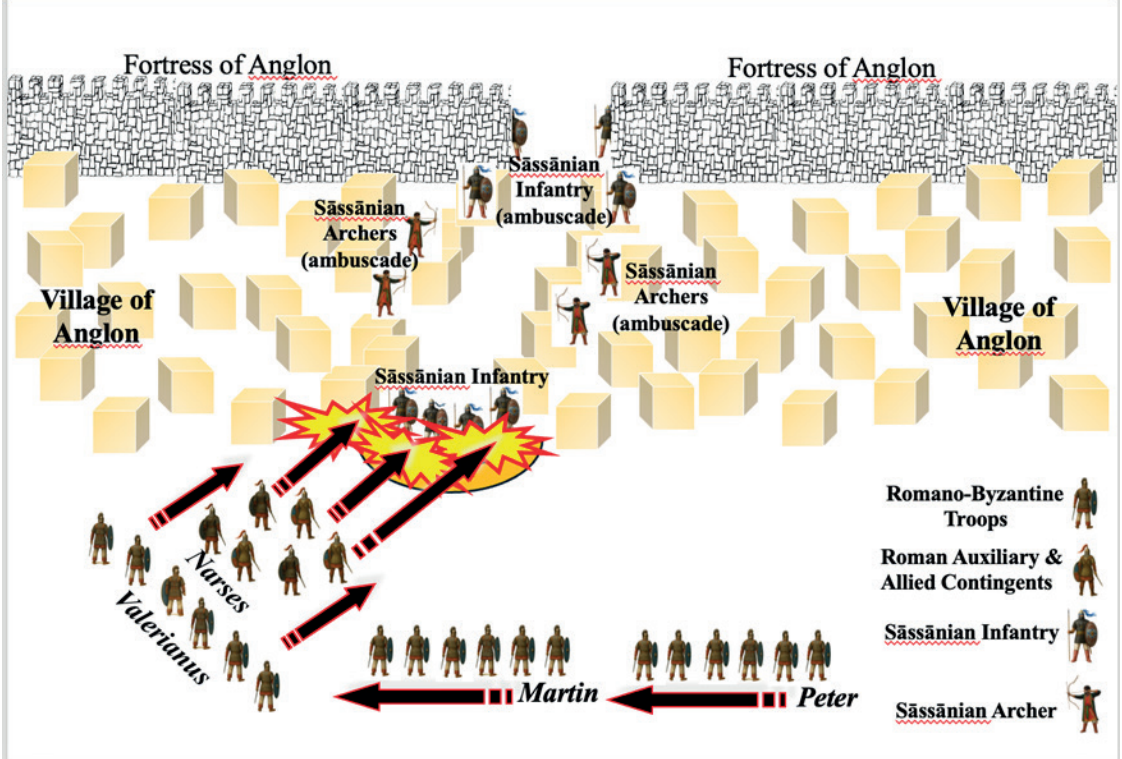 Fortress of Anglon
Fortress of Anglon
Sāssānian
Infantry
(ambuscade)
Sāssānian
Archers
(ambuscade)
Sāssānian
Archers
(ambuscade)
Village of
Anglon
Village of
Anglon
Sāssānian Infantry
Narses
Valerianus
Martin
Peter
Romano-Byzantine
Troops
Roman Auxiliary &
Allied Contingents
Sāssānian Infantry
Sāssānian Archer